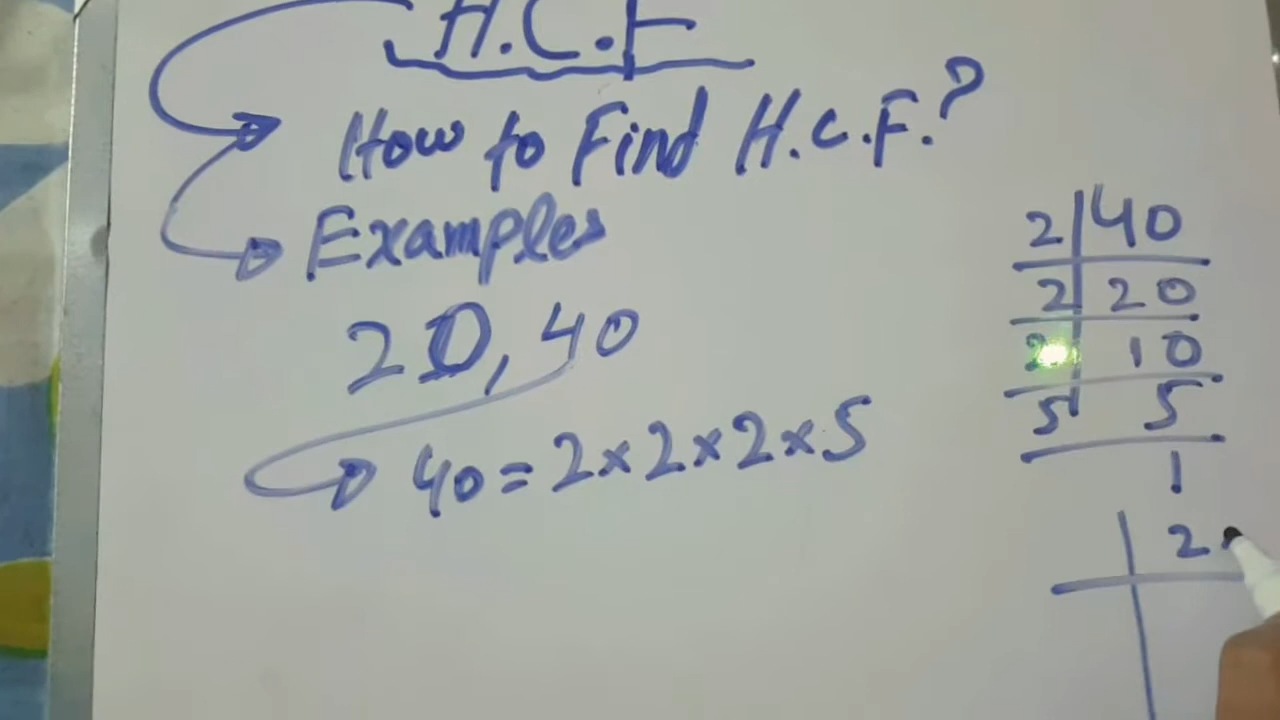 H.C.F
How to Find H.C.F.?
Examples
20, 40
40 = 2×2×2×5
2 | 40
2 | 20
2 | 10
5 | 5
1
2